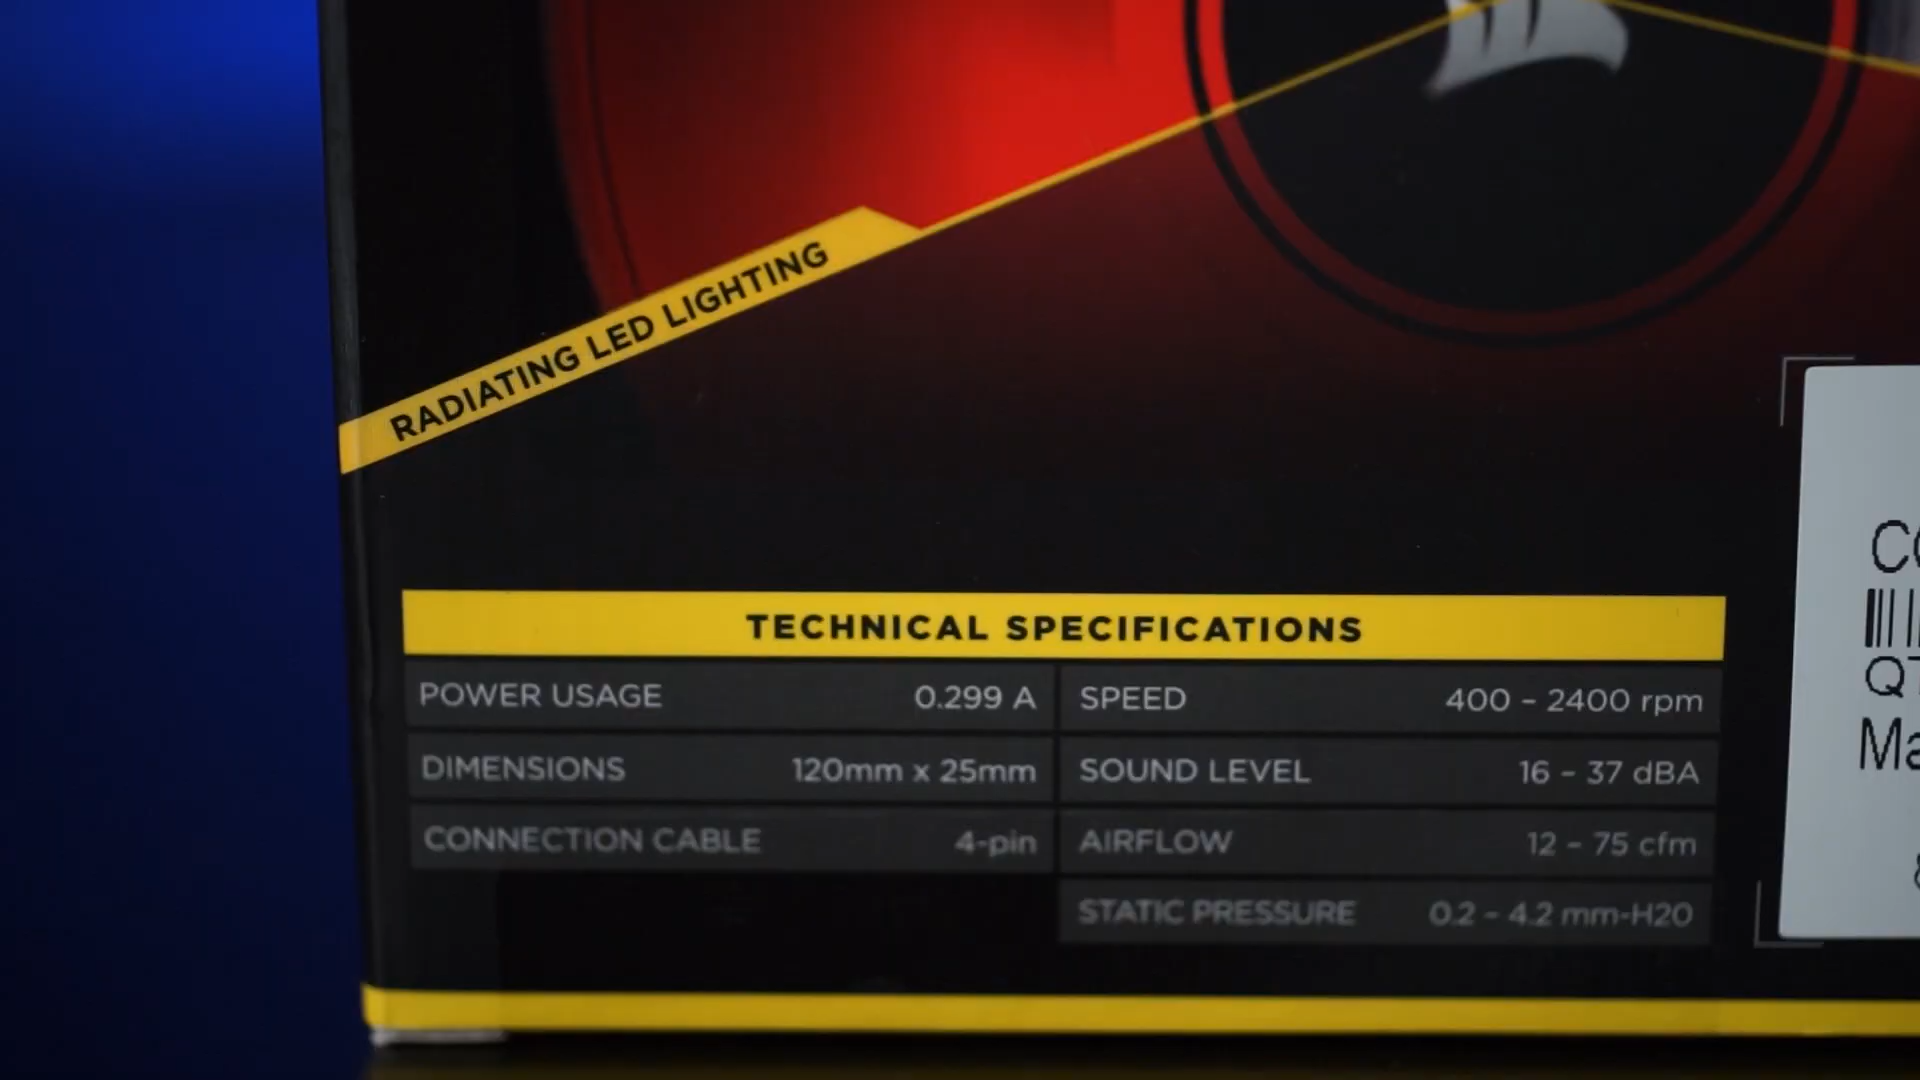 RADIATING LED LIGHTING
TECHNICAL SPECIFICATIONS
POWER USAGE 0.299 A
DIMENSIONS 120mm x 25mm
CONNECTION CABLE 4-pin
SPEED 400 – 2400 rpm
SOUND LEVEL 16 – 37 dBA
AIRFLOW 12 – 75 cfm
STATIC PRESSURE 0.2 – 4.2 mm-H20